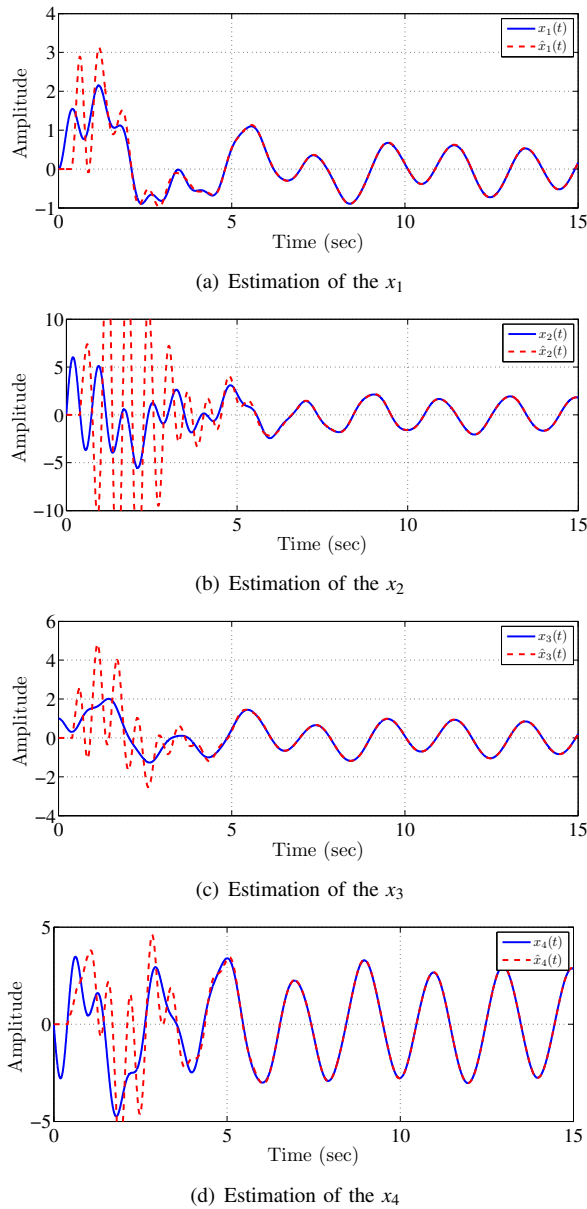 4
3
2
1
0
−1
Amplitude
x₁(t)
x̂₁(t)
0 5 10 15
Time (sec)
(a) Estimation of the x₁
10
5
0
−5
−10
Amplitude
x₂(t)
x̂₂(t)
0 5 10 15
Time (sec)
(b) Estimation of the x₂
6
4
2
0
−2
−4
Amplitude
x₃(t)
x̂₃(t)
0 5 10 15
Time (sec)
(c) Estimation of the x₃
5
0
−5
Amplitude
x₄(t)
x̂₄(t)
0 5 10 15
Time (sec)
(d) Estimation of the x₄